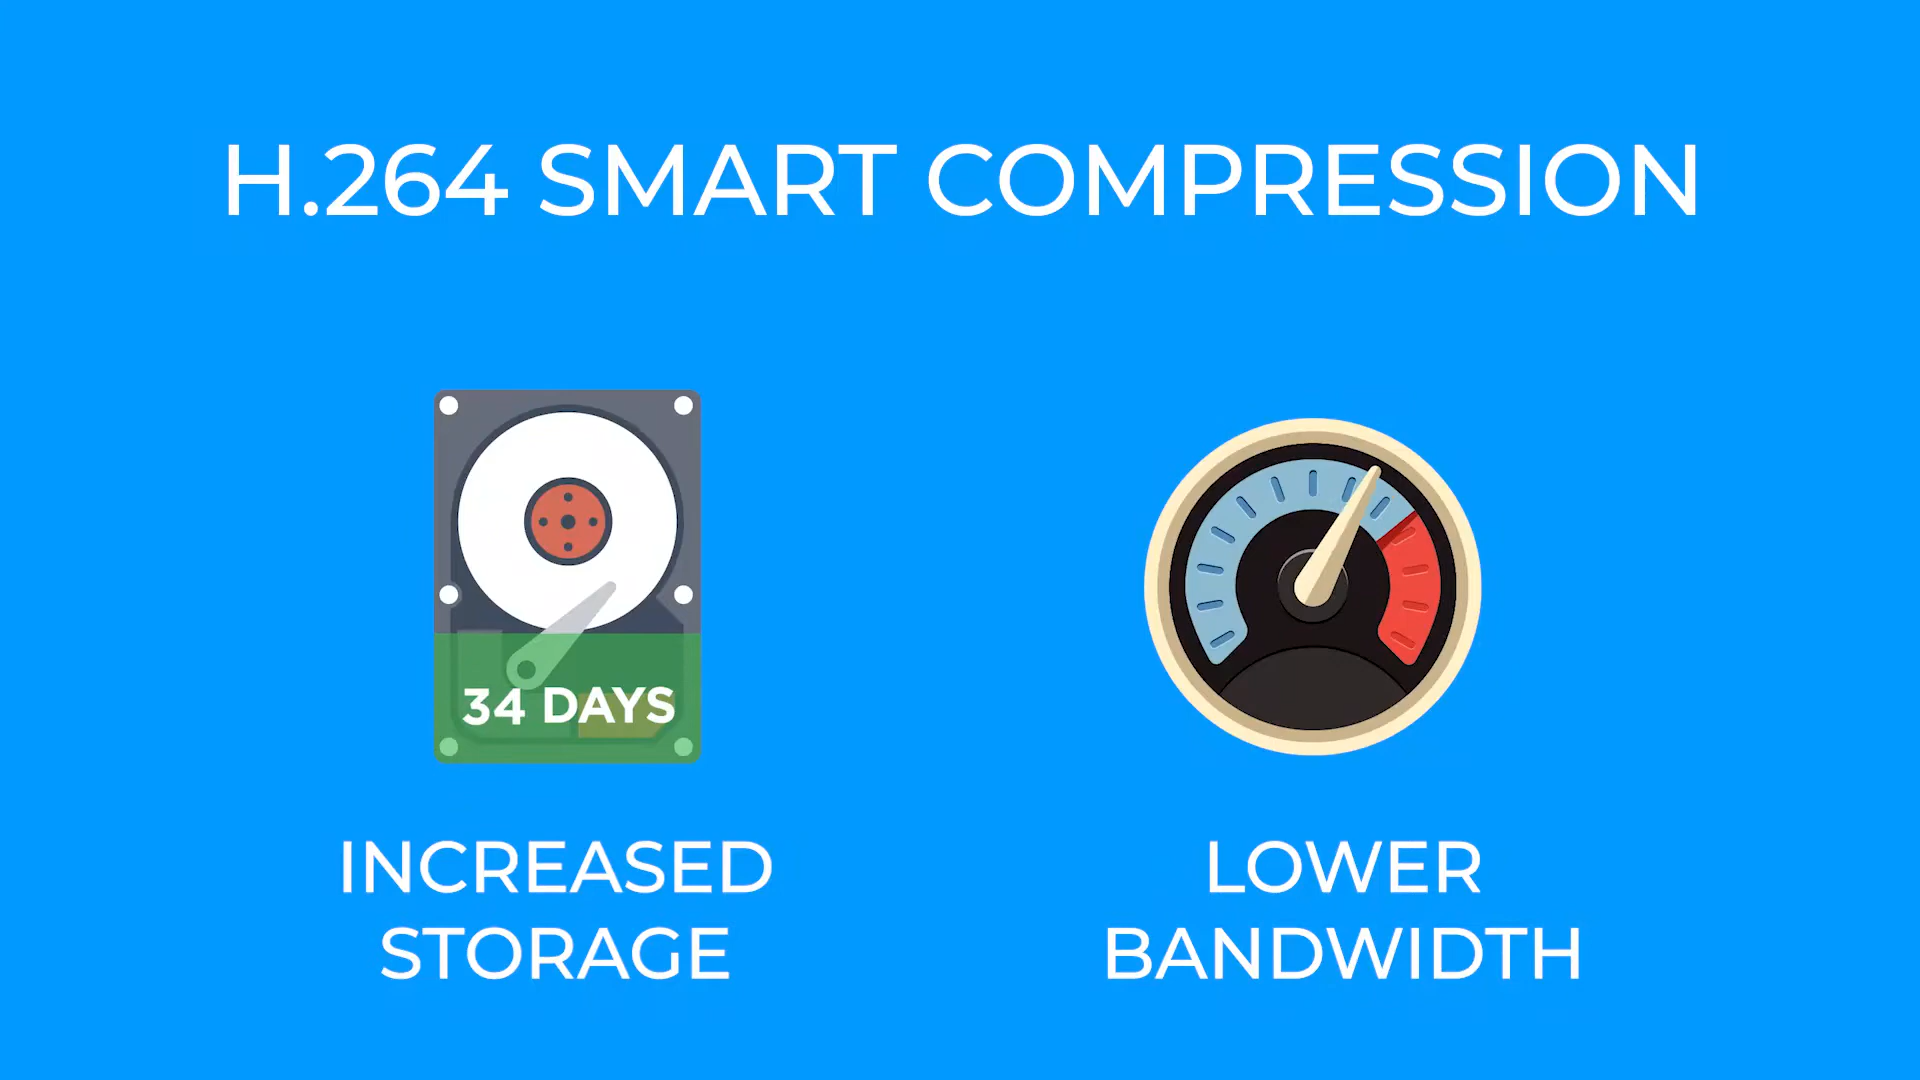 H.264 SMART COMPRESSION
34 DAYS
INCREASED
STORAGE
LOWER
BANDWIDTH